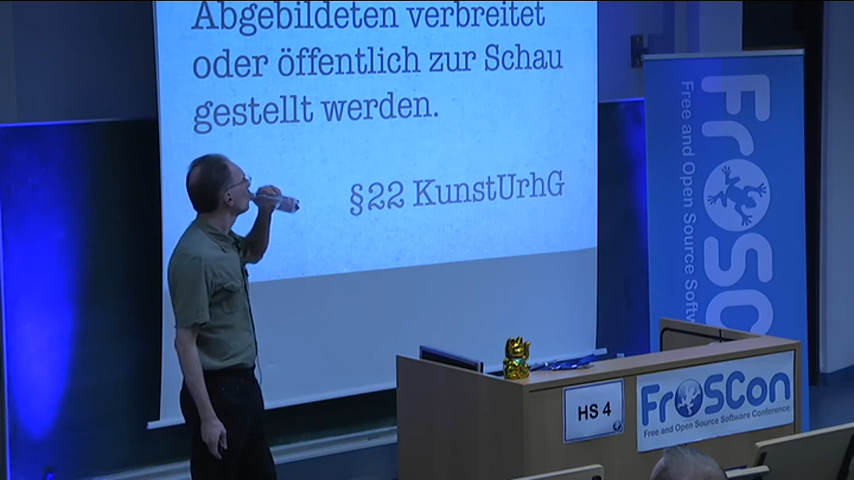 Abgebildeten verbreitet
oder öffentlich zur Schau
gestellt werden.
§22 KunstUrhG
FrOSC
Free and Open Source Softw
HS 4
FrOSCon
Free and Open Source Software Conference